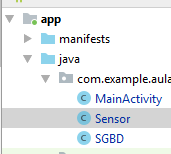 app
manifests
java
com.example.aula
MainActivity
Sensor
SGBD